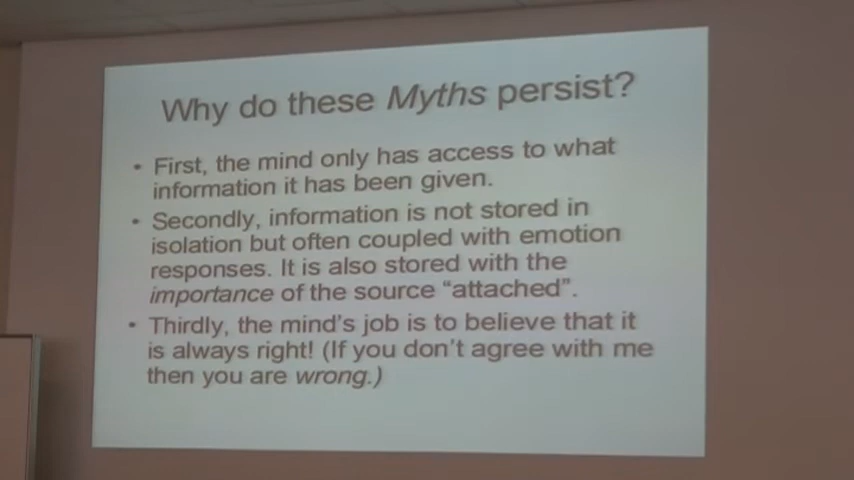 Why do these Myths persist?
• First, the mind only has access to what
information it has been given.
• Secondly, information is not stored in
isolation but often coupled with emotion
responses. It is also stored with the
importance of the source “attached”.
• Thirdly, the mind’s job is to believe that it
is always right! (If you don’t agree with me
then you are wrong.)